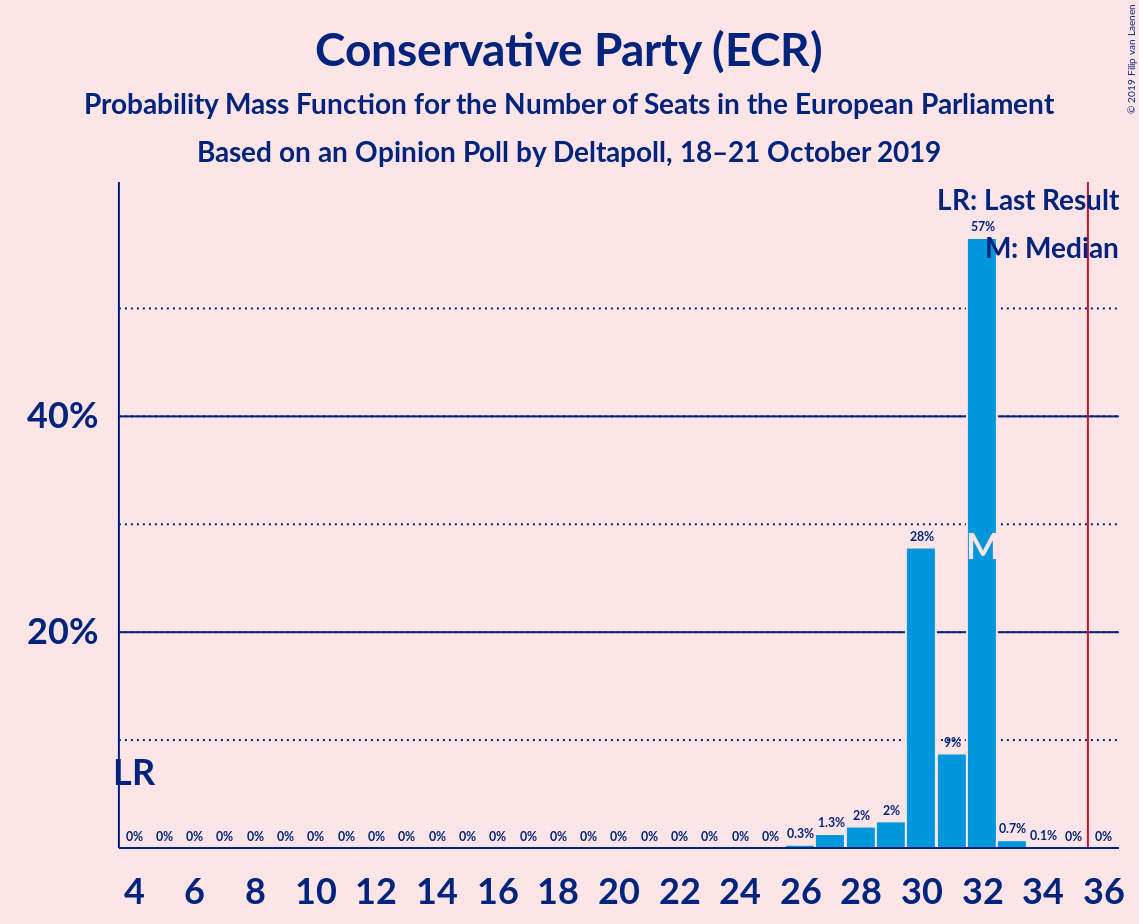 Conservative Party (ECR)
Probability Mass Function for the Number of Seats in the European Parliament
Based on an Opinion Poll by Deltapoll, 18–21 October 2019
© 2019 Filip van Laenen
LR: Last Result
57%
M: Median
40%
28%
M
20%
9%
LR
0% 0% 0% 0% 0% 0% 0% 0% 0% 0% 0% 0% 0% 0% 0% 0% 0% 0% 0% 0% 0% 0% 0.3% 1.3% 2% 2% 0.7% 0.1% 0% 0%
4 6 8 10 12 14 16 18 20 22 24 26 28 30 32 34 36